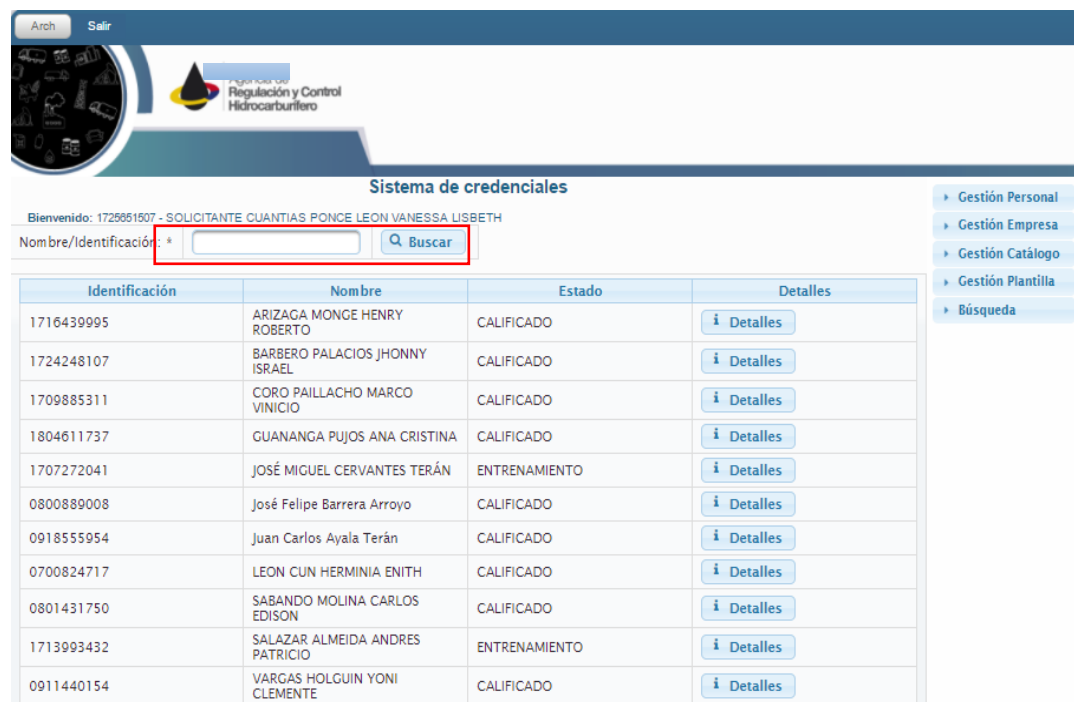 Arch Salir
Regulación y Control
Hidrocarburífero
Sistema de credenciales
Bienvenido: 1725651507 - SOLICITANTE CUANTIAS PONCE LEON VANESSA LISBETH
Nombre/Identificación: * Buscar
Gestión Personal
Gestión Empresa
Gestión Catálogo
Gestión Plantilla
Búsqueda
Identificación Nombre Estado Detalles
1716439995 ARIZAGA MONGE HENRY
ROBERTO CALIFICADO Detalles
1724248107 BARBERO PALACIOS JHONNY
ISRAEL CALIFICADO Detalles
1709885311 CORO PAILLACHO MARCO
VINICIO CALIFICADO Detalles
1804611737 GUANANGA PUJOS ANA CRISTINA CALIFICADO Detalles
1707272041 JOSÉ MIGUEL CERVANTES TERÁN ENTRENAMIENTO Detalles
0800889008 José Felipe Barrera Arroyo CALIFICADO Detalles
0918555954 Juan Carlos Ayala Terán CALIFICADO Detalles
0700824717 LEON CUN HERMINIA ENITH CALIFICADO Detalles
0801431750 SABANDO MOLINA CARLOS
EDISON CALIFICADO Detalles
1713993432 SALAZAR ALMEIDA ANDRES
PATRICIO ENTRENAMIENTO Detalles
0911440154 VARGAS HOLGUIN YONI
CLEMENTE CALIFICADO Detalles